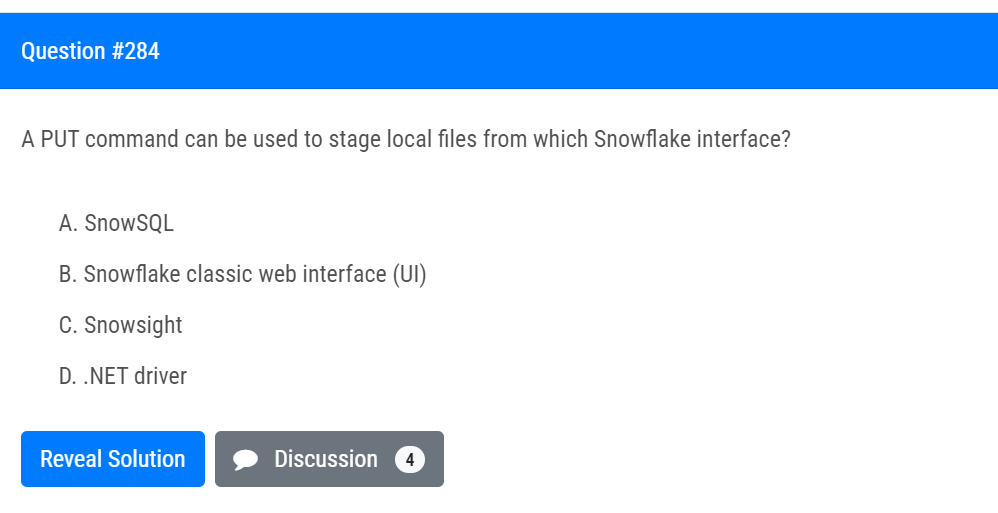 Question #284
A PUT command can be used to stage local files from which Snowflake interface?
A. SnowSQL
B. Snowflake classic web interface (UI)
C. Snowsight
D. .NET driver
Reveal Solution
Discussion 4